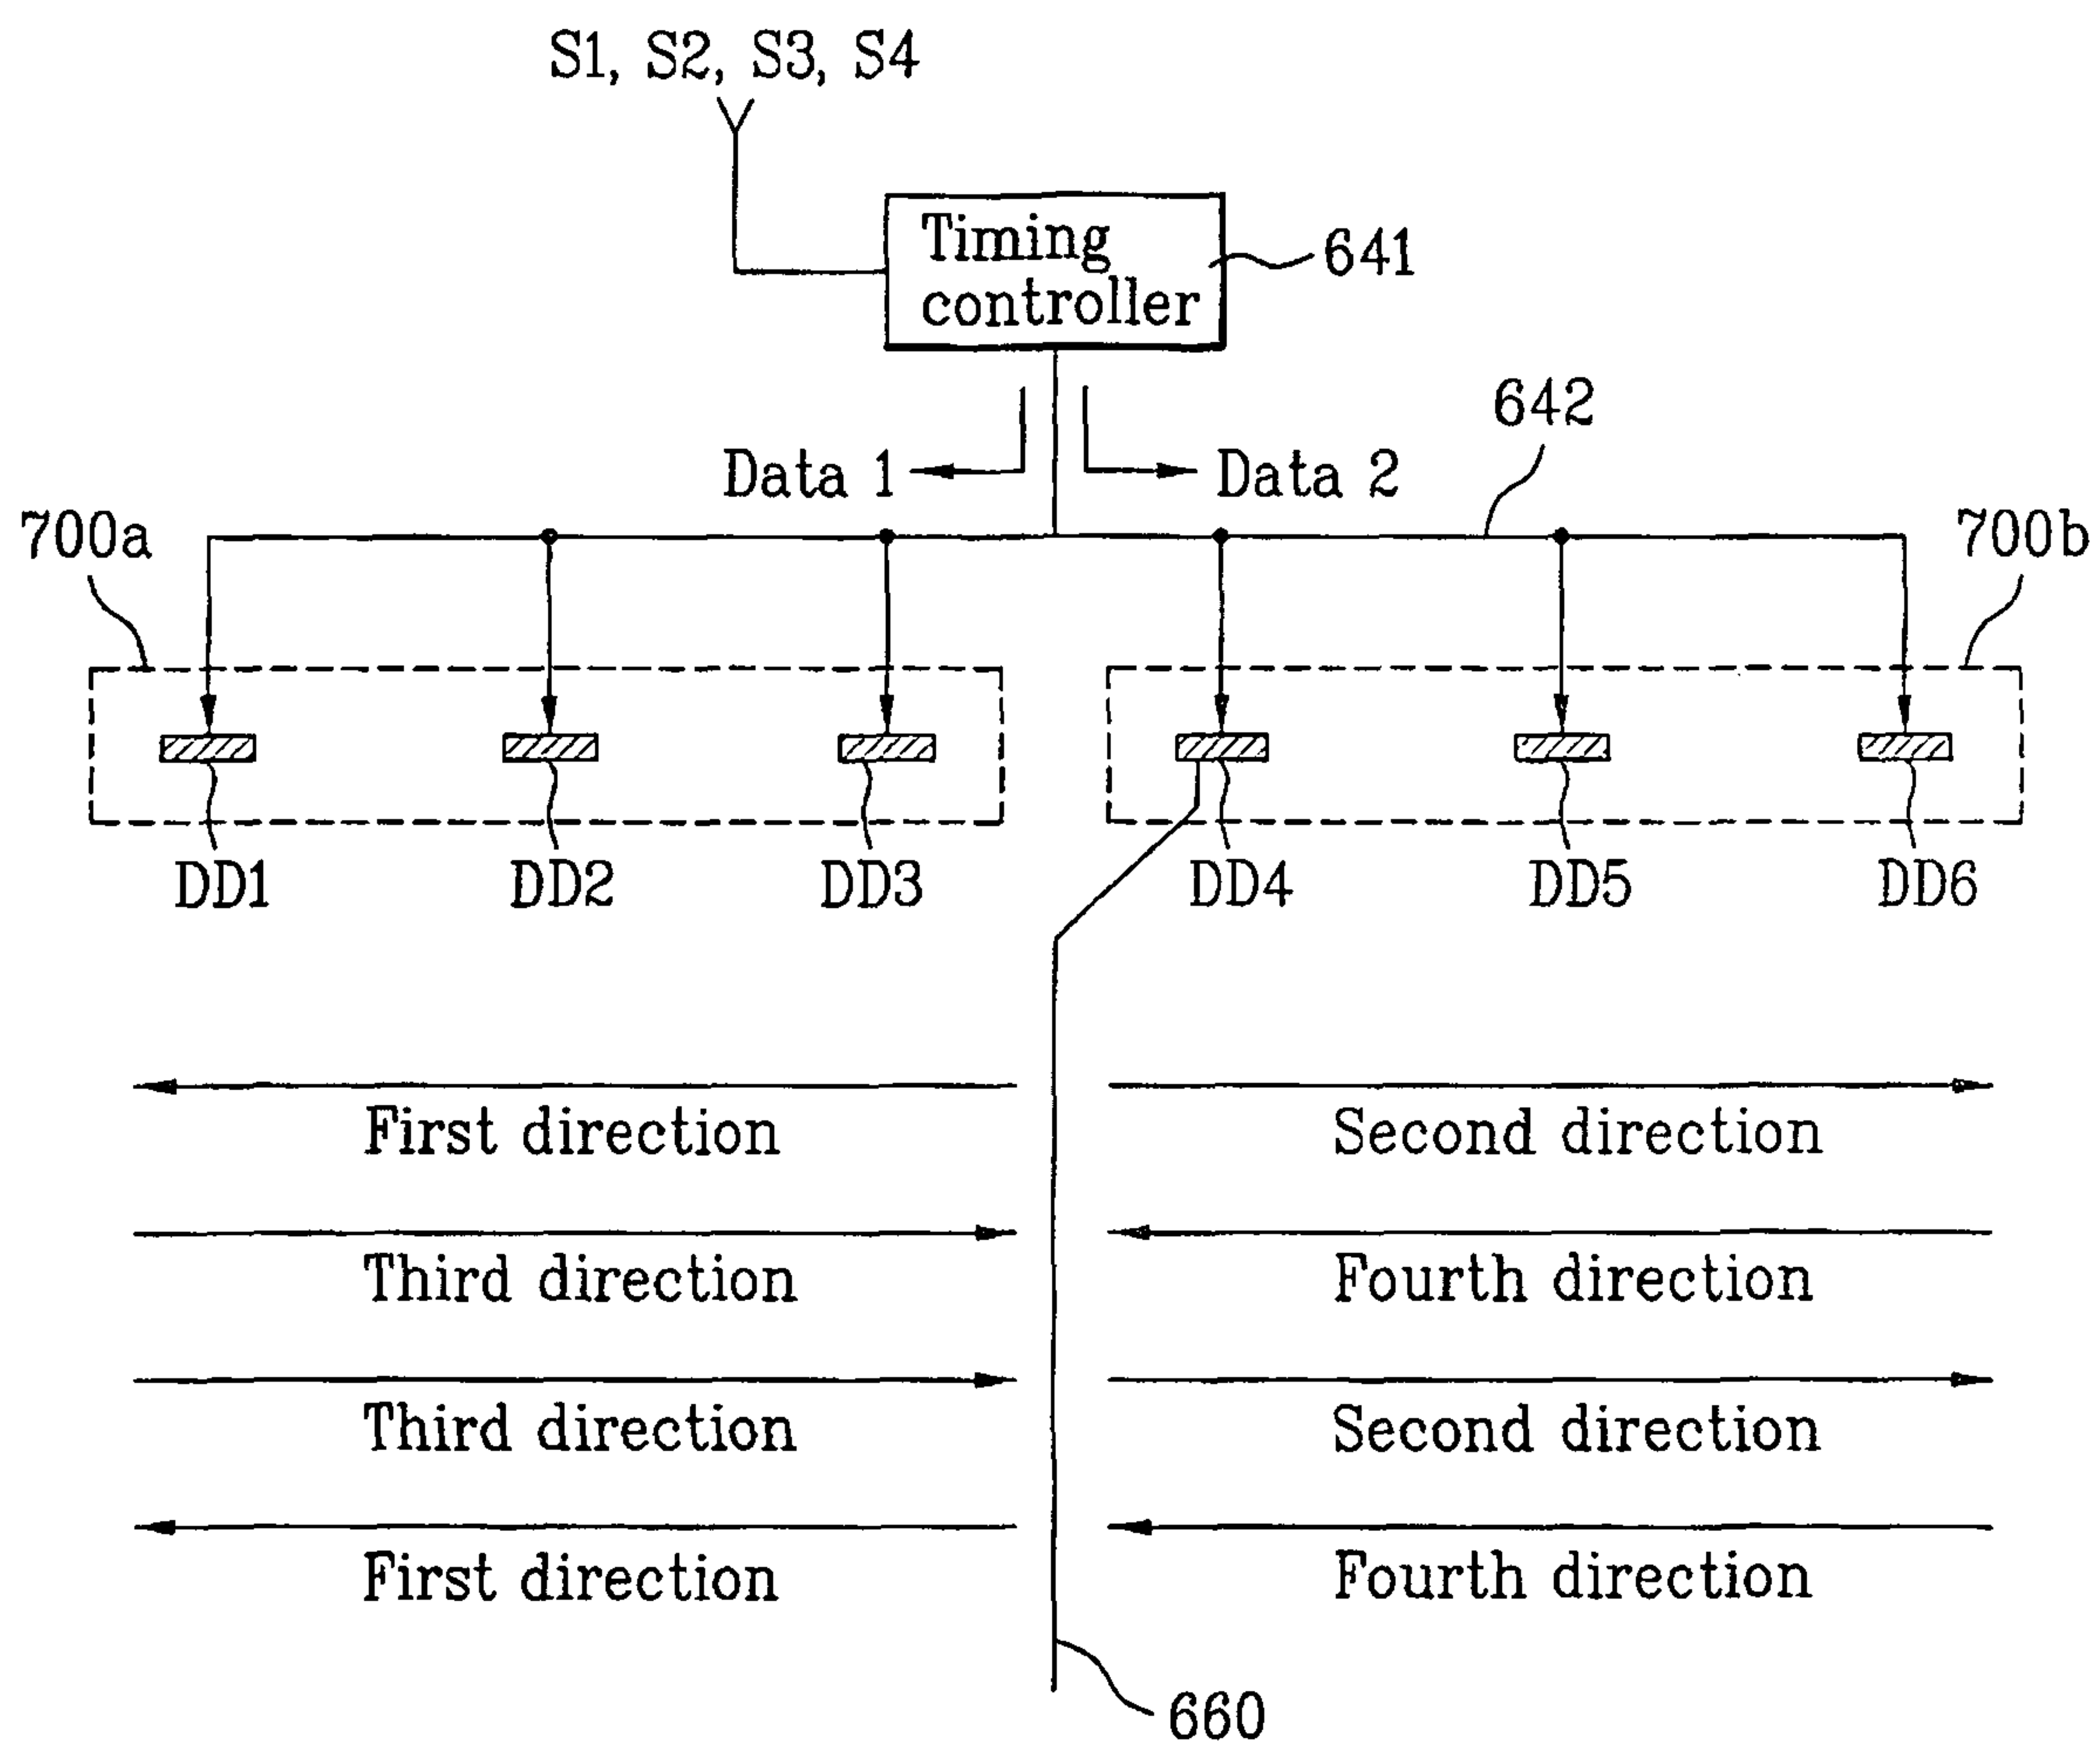 S1, S2, S3, S4
Timing
controller
641
642
Data 1
Data 2
700a
700b
DD1
DD2
DD3
DD4
DD5
DD6
First direction
Second direction
Third direction
Fourth direction
Third direction
Second direction
First direction
Fourth direction
660